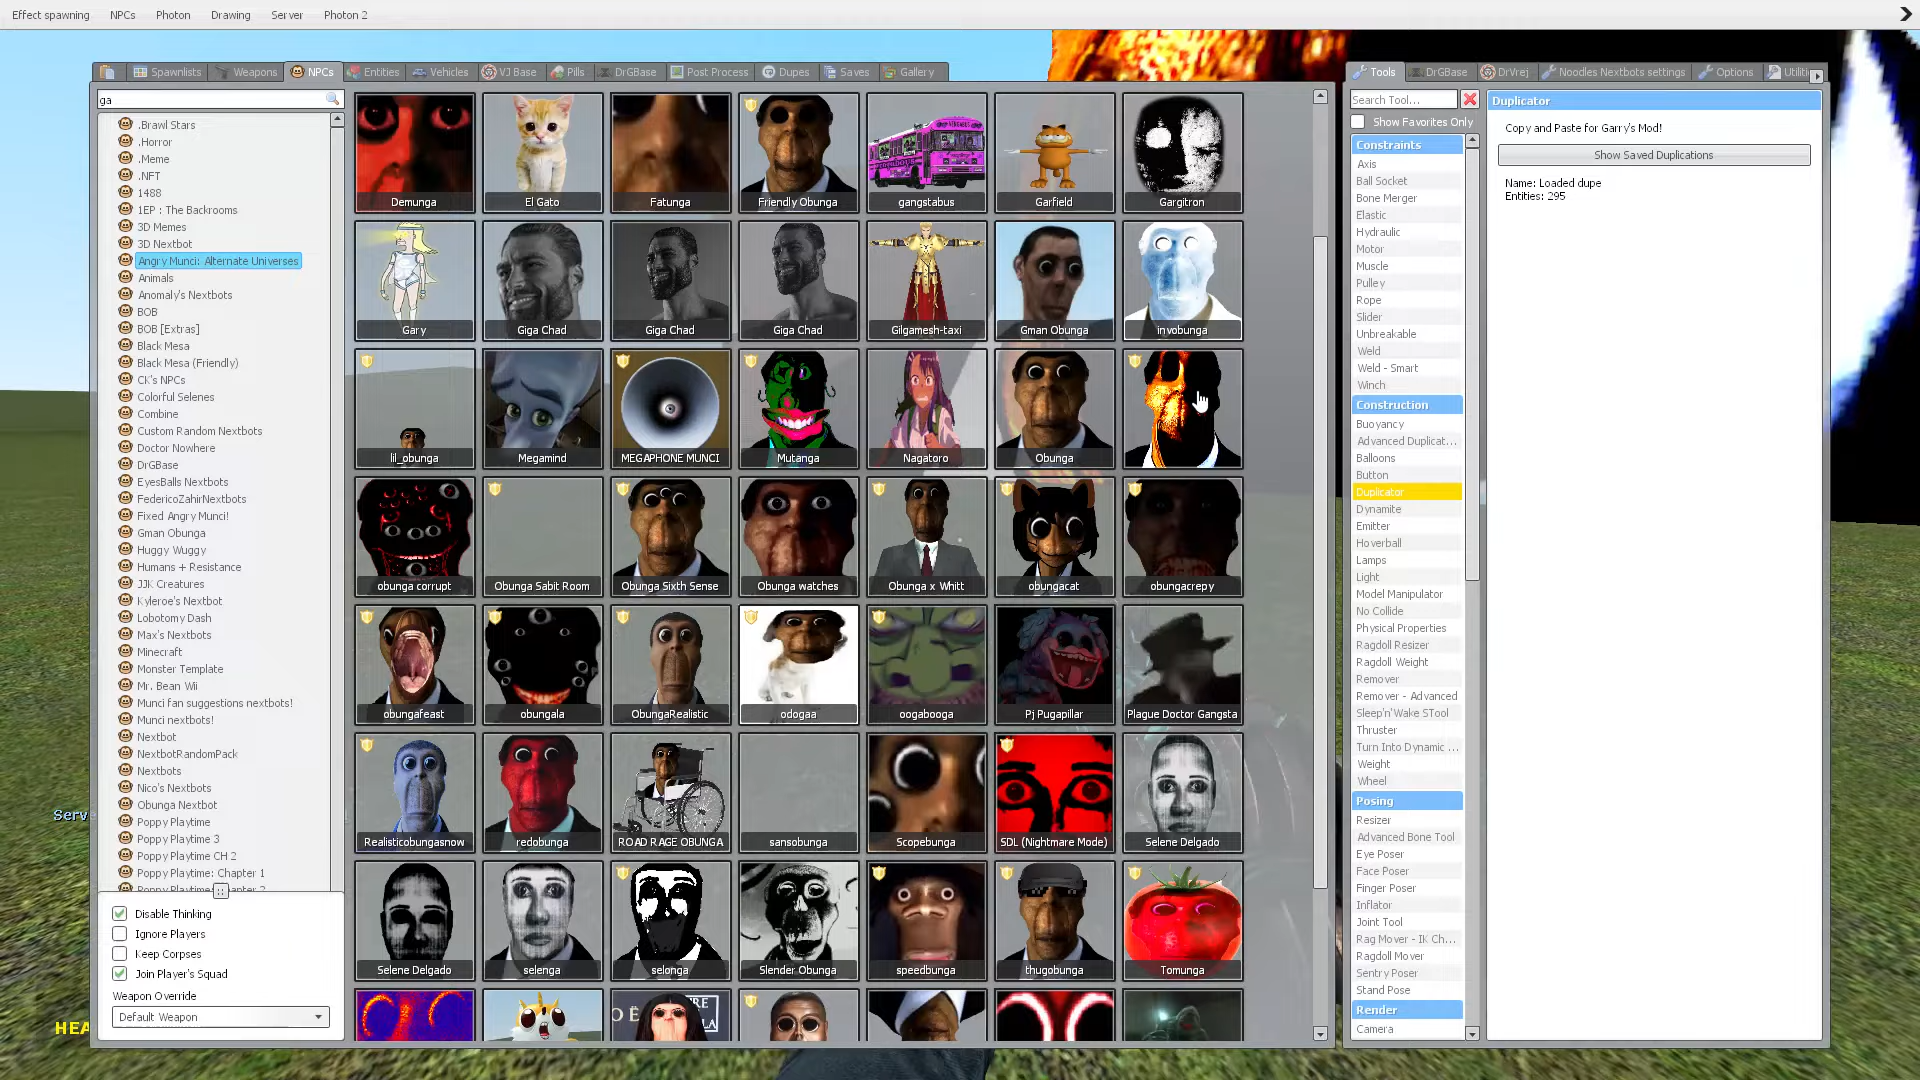 Effect spawning NPCs Photon Drawing Server Photon 2
Spawnlists Weapons NPCs Entities Vehicles VJ Base Pills DrGBase Post Process Dupes Saves Gallery
Tools DrGBase DrVrej Noodles Nextbots settings Options Utiliti
ga
.Brawl Stars
.Horror
.Meme
.NFT
1488
1EP : The Backrooms
3D Memes
3D Nextbot
Angry Munci: Alternate Universes
Animals
Anomaly's Nextbots
BOB
BOB [Extras]
Black Mesa
Black Mesa (Friendly)
CK's NPCs
Colorful Selenes
Combine
Custom Random Nextbots
Doctor Nowhere
DrGBase
EyesBalls Nextbots
FedericoZahirNextbots
Fixed Angry Munci!
Gman Obunga
Huggy Wuggy
Humans + Resistance
JJK Creatures
Kyleroe's Nextbot
Lobotomy Dash
Max's Nextbots
Minecraft
Monster Template
Mr. Bean Wii
Munci fan suggestions nextbots!
Munci nextbots!
Nextbot
NextbotRandomPack
Nextbots
Nico's Nextbots
Obunga Nextbot
Poppy Playtime
Poppy Playtime 3
Poppy Playtime CH 2
Poppy Playtime: Chapter 1
Disable Thinking
Ignore Players
Keep Corpses
Join Player's Squad
Weapon Override
Default Weapon
Serv
HEA
Demunga El Gato Fatunga Friendly Obunga gangstabus Garfield Gargitron
Gary Giga Chad Giga Chad Giga Chad Gilgamesh-taxi Gman Obunga invobunga
lil_obunga Megamind MEGAPHONE MUNCI Mutanga Nagatoro Obunga
obunga corrupt Obunga Sabit Room Obunga Sixth Sense Obunga watches Obunga x Whitt obungacat obungacrepy
obungafeast obungala ObungaRealistic odogaa oogabooga Pj Pugapillar Plague Doctor Gangsta
Realisticobungasnow redobunga ROAD RAGE OBUNGA sansobunga Scopebunga SDL (Nightmare Mode) Selene Delgado
Selene Delgado selenga selonga Slender Obunga speedbunga thugobunga Tomunga
Search Tool...
Show Favorites Only
Constraints
Axis
Ball Socket
Bone Merger
Elastic
Hydraulic
Motor
Muscle
Pulley
Rope
Slider
Unbreakable
Weld
Weld - Smart
Winch
Construction
Buoyancy
Advanced Duplicat...
Balloons
Button
Duplicator
Dynamite
Emitter
Hoverball
Lamps
Light
Model Manipulator
No Collide
Physical Properties
Ragdoll Resizer
Ragdoll Weight
Remover
Remover - Advanced
Sleep'n'Wake STool
Thruster
Turn Into Dynamic ...
Weight
Wheel
Posing
Resizer
Advanced Bone Tool
Eye Poser
Face Poser
Finger Poser
Inflator
Joint Tool
Rag Mover - IK Ch...
Ragdoll Mover
Sentry Poser
Stand Pose
Render
Camera
Duplicator
Copy and Paste for Garry's Mod!
Show Saved Duplications
Name: Loaded dupe
Entities: 295